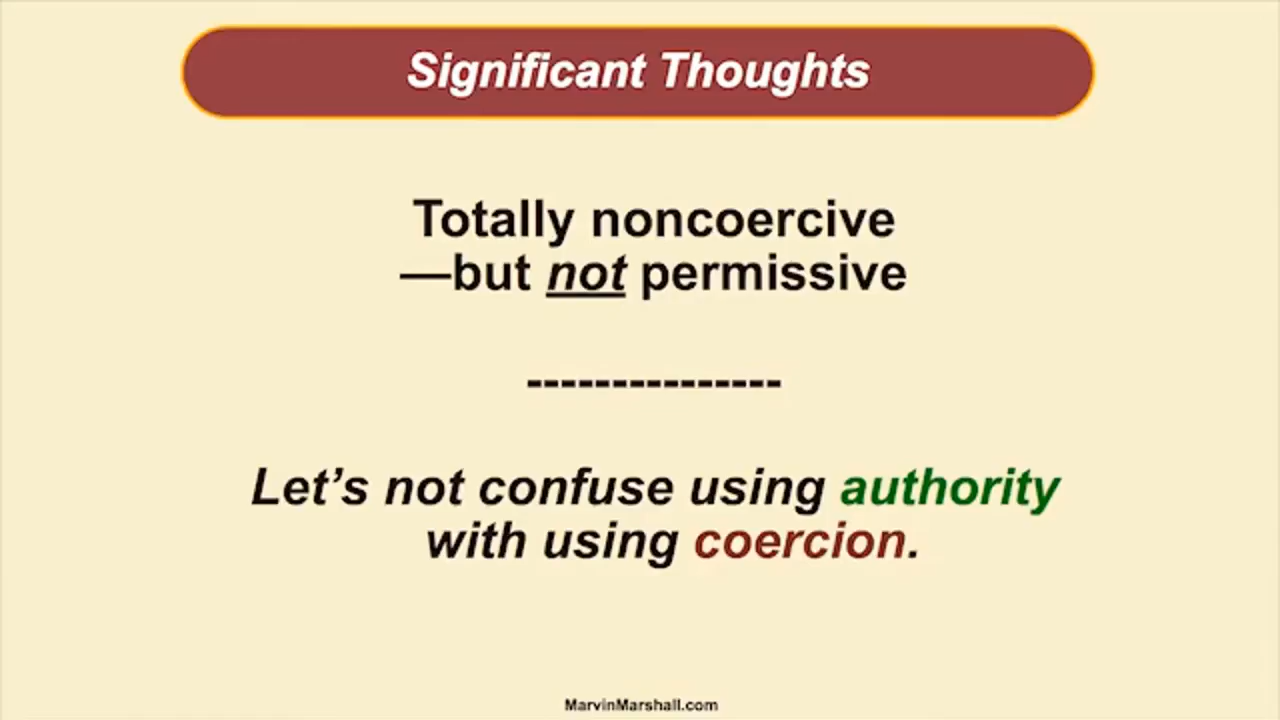 Significant Thoughts
Totally noncoercive
—but not permissive
---------------
Let’s not confuse using authority
with using coercion.
MarvinMarshall.com